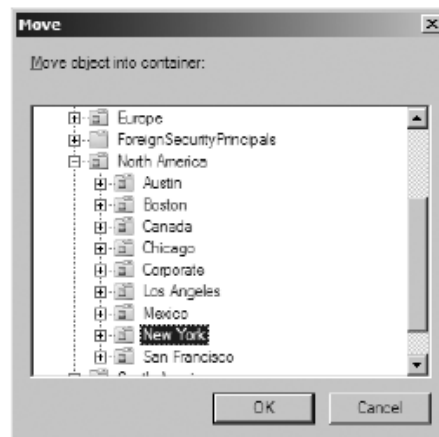 Move
Move object into container:
Europe
ForeignSecurityPrincipals
North America
Austin
Boston
Canada
Chicago
Corporate
Los Angeles
Mexico
New York
San Francisco
OK
Cancel